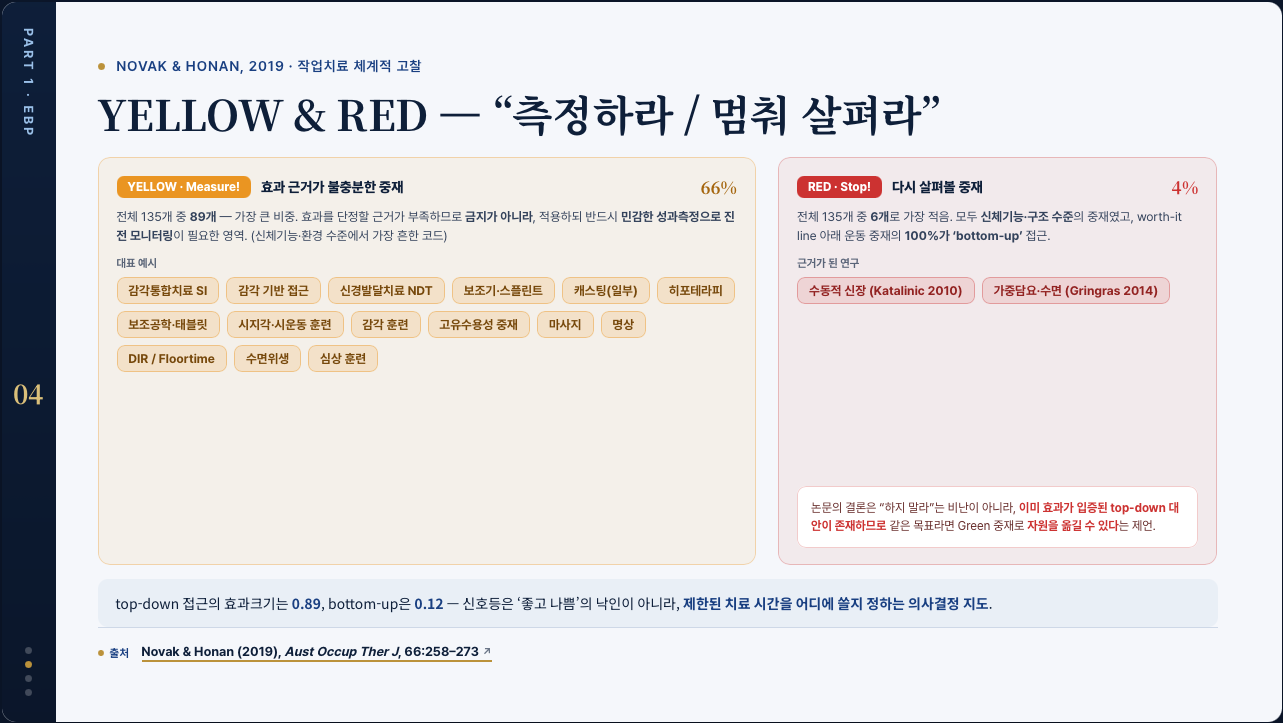 PART 1 · EBP
04
NOVAK & HONAN, 2019 · 작업치료 체계적 고찰
YELLOW & RED — “측정하라 / 멈춰 살펴라”
YELLOW · Measure! 효과 근거가 불충분한 중재 66%
전체 135개 중 89개 — 가장 큰 비중. 효과를 단정할 근거가 부족하므로 금지가 아니라, 적용하되 반드시 민감한 성과측정으로 진
전 모니터링이 필요한 영역. (신체기능·환경 수준에서 가장 흔한 코드)
대표 예시
감각통합치료 SI 감각 기반 접근 신경발달치료 NDT 보조기·스플린트 캐스팅(일부) 히포테라피
보조공학·태블릿 시지각·시운동 훈련 감각 훈련 고유수용성 중재 마사지 명상
DIR / Floortime 수면위생 심상 훈련
RED · Stop! 다시 살펴볼 중재 4%
전체 135개 중 6개로 가장 적음. 모두 신체기능·구조 수준의 중재였고, worth-it
line 아래 운동 중재의 100%가 ‘bottom-up’ 접근.
근거가 된 연구
수동적 신장 (Katalinic 2010) 가중담요·수면 (Gringras 2014)
논문의 결론은 “하지 말라”는 비난이 아니라, 이미 효과가 입증된 top-down 대
안이 존재하므로 같은 목표라면 Green 중재로 자원을 옮길 수 있다는 제언.
top-down 접근의 효과크기는 0.89, bottom-up은 0.12 — 신호등은 ‘좋고 나쁨’의 낙인이 아니라, 제한된 치료 시간을 어디에 쓸지 정하는 의사결정 지도.
출처 Novak & Honan (2019), Aust Occup Ther J, 66:258–273 ↗